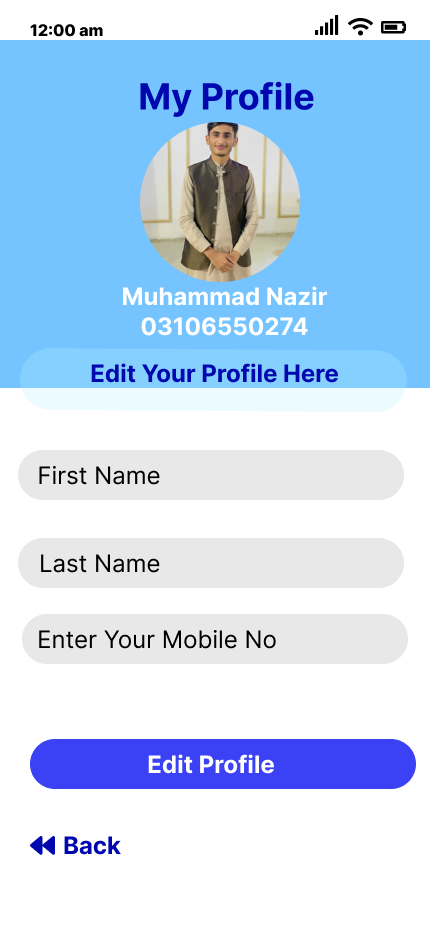 12:00 am
My Profile
Muhammad Nazir
03106550274
Edit Your Profile Here
First Name
Last Name
Enter Your Mobile No
Edit Profile
Back